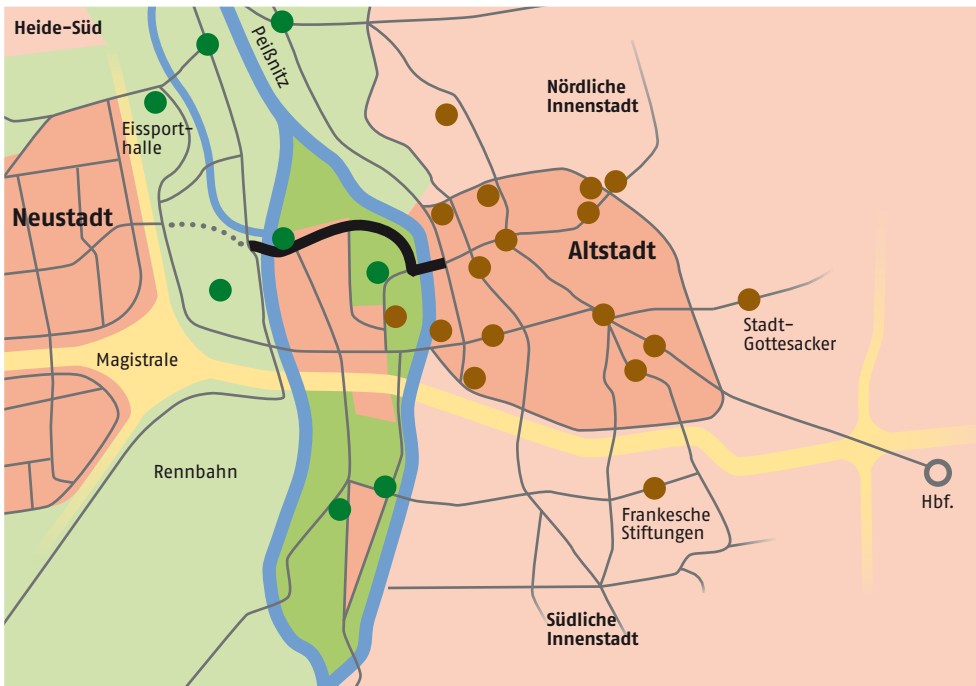 Heide-Süd
Peißnitz
Nördliche
Innenstadt
Eissport-
halle
Neustadt
Altstadt
Stadt-
Gottesacker
Magistrale
Rennbahn
Hbf.
Frankesche
Stiftungen
Südliche
Innenstadt